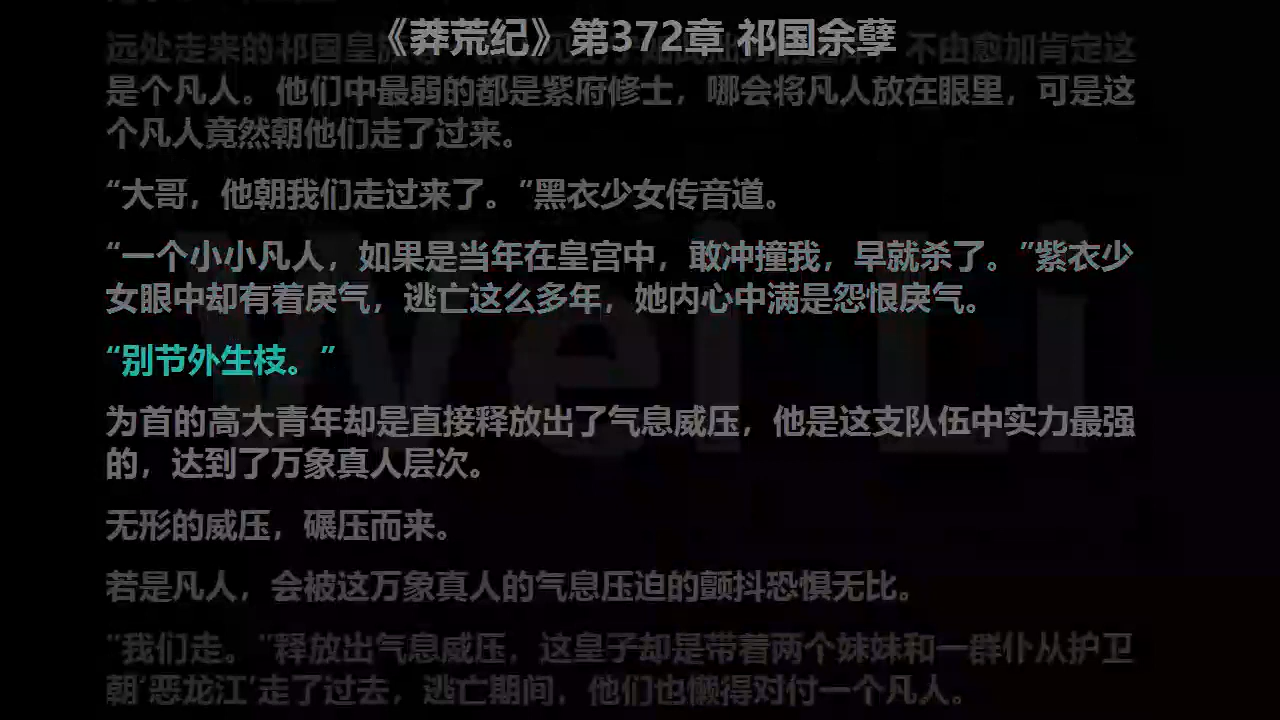 《莽荒纪》第372章 祁国余孽
远处走来的祁国皇族 不由愈加肯定这
是个凡人。他们中最弱的都是紫府修士，哪会将凡人放在眼里，可是这
个凡人竟然朝他们走了过来。
“大哥，他朝我们走过来了。”黑衣少女传音道。
“一个小小凡人，如果是当年在皇宫中，敢冲撞我，早就杀了。”紫衣少
女眼中却有着戾气，逃亡这么多年，她内心中满是怨恨戾气。
“别节外生枝。”
为首的高大青年却是直接释放出了气息威压，他是这支队伍中实力最强
的，达到了万象真人层次。
无形的威压，碾压而来。
若是凡人，会被这万象真人的气息压迫的颤抖恐惧无比。
“我们走。”释放出气息威压，这皇子却是带着两个妹妹和一群仆从护卫
朝‘恶龙江’走了过去，逃亡期间，他们也懒得对付一个凡人。
Wei Li